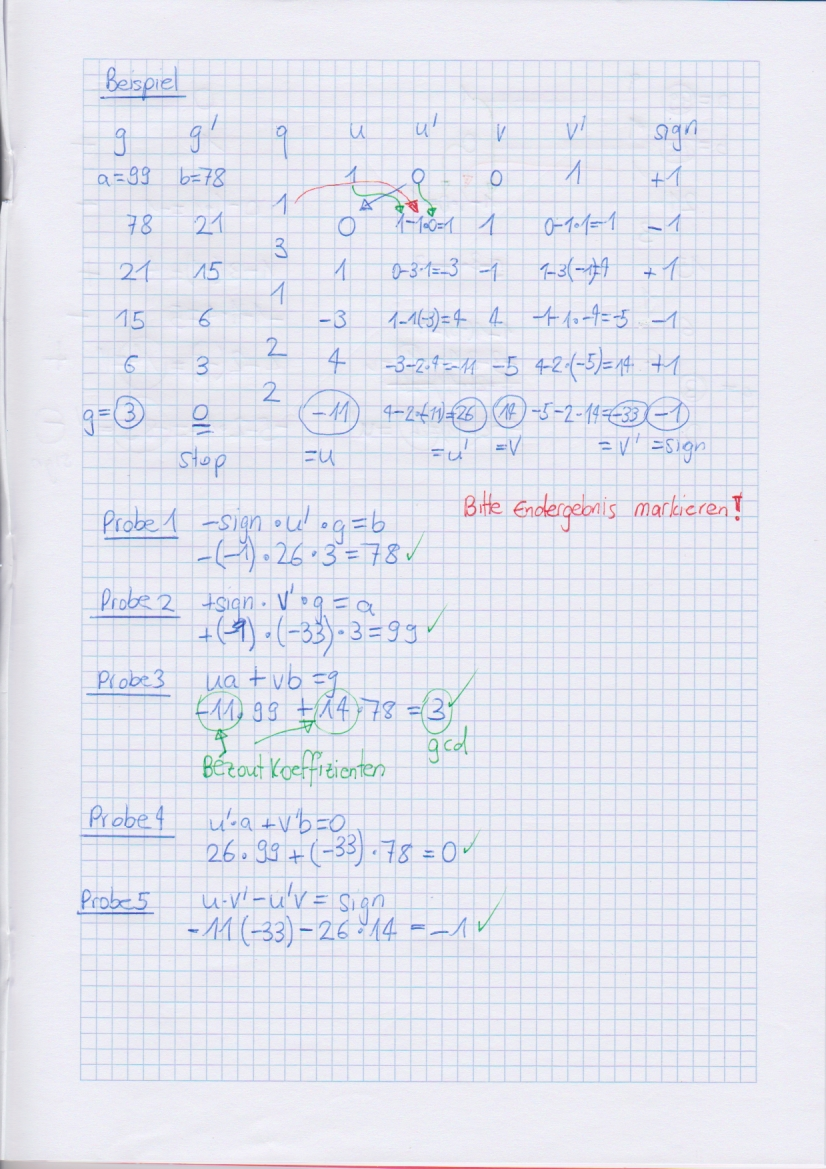 Beispiel
g g' q u u' v v' sign
a=99 b=78 1 0 0 1 +1
1
78 21 0 1-1·0=1 1 0-1·1=-1 -1
3
21 15 1 0-3·1=-3 -1 1-3(-1)=4 +1
1
15 6 -3 1-1(-3)=4 4 -1-1·4=-5 -1
2
6 3 4 -3-2·4=-11 -5 4-2·(-5)=14 +1
2
g=3 0 -11 4-2·(-11)=26 14 -5-2·14=-33 -1
stop =u =u' =v =v' =sign
Bitte Endergebnis markieren!
Probe 1 -sign·u'·g=b
-(-1)·26·3=78 ✓
Probe 2 +sign·v'·g=a
+(-1)·(-33)·3=99 ✓
Probe 3 ua+vb=g
-11·99 +14·78 = 3 ✓
gcd
Bézout Koeffizienten
Probe 4 u'·a+v'b=0
26·99+(-33)·78=0 ✓
Probe 5 u·v'-u'v= sign
-11(-33)-26·14 = -1 ✓